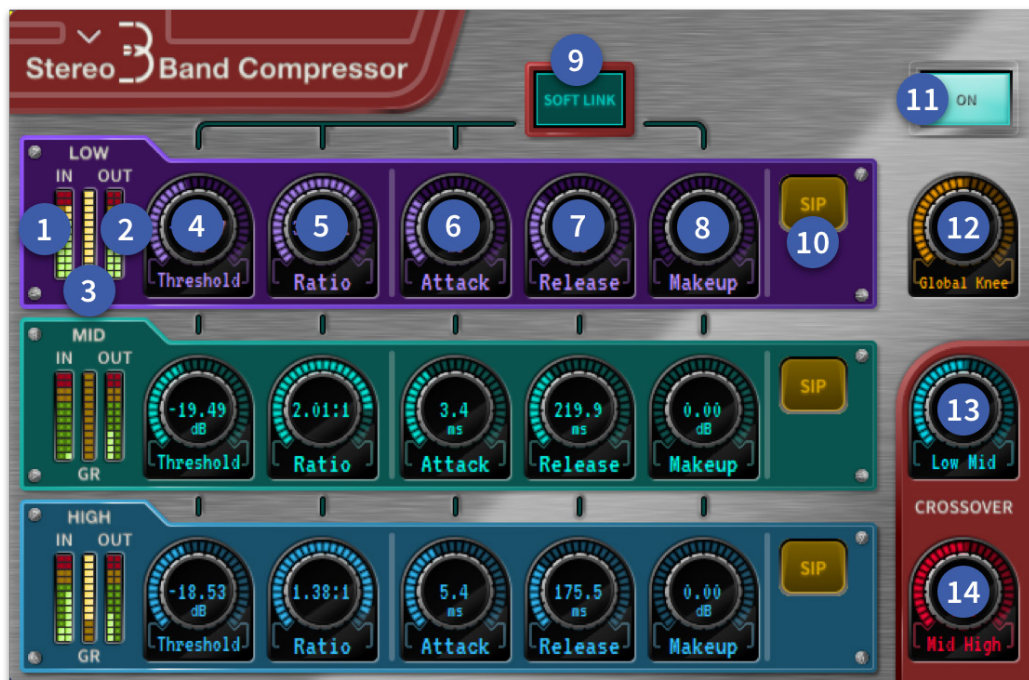 Stereo 3 Band Compressor
9
SOFT LINK
11 ON
LOW
IN OUT
1 2 3
4 5 6 7 8
SIP
10
12
Threshold Ratio Attack Release Makeup
Global Knee
MID
IN OUT
SIP
-19.49 dB 2.01:1 3.4 ms 219.9 ms 0.00 dB
13
Threshold Ratio Attack Release Makeup
Low Mid
GR
CROSSOVER
HIGH
IN OUT
SIP
-18.53 dB 1.38:1 5.4 ms 175.5 ms 0.00 dB
14
Threshold Ratio Attack Release Makeup
Mid High
GR